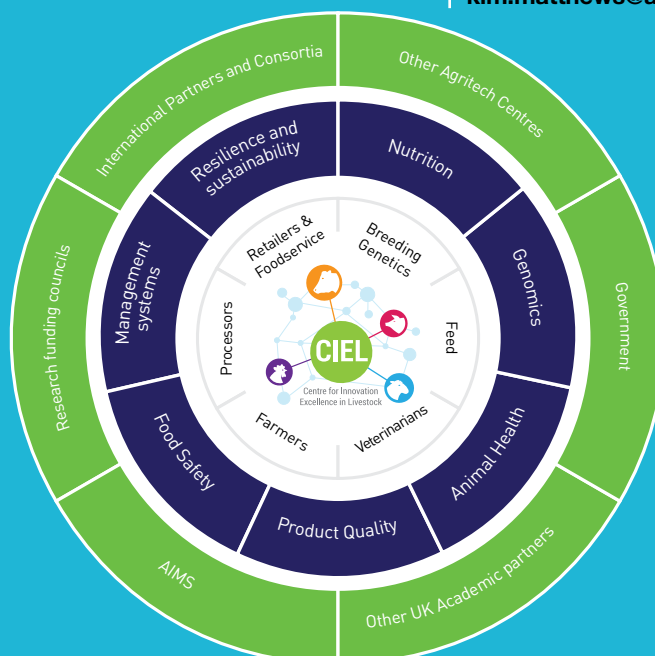 International Partners and Consortia
Other Agritech Centres
Government
Other UK Academic partners
AIMS
Research funding councils
Resilience and
sustainability
Nutrition
Genomics
Animal Health
Product Quality
Food Safety
Management
systems
Retailers &
Foodservice
Breeding
Genetics
Feed
Veterinarians
Farmers
Processors
CIEL
Centre for Innovation
Excellence in Livestock